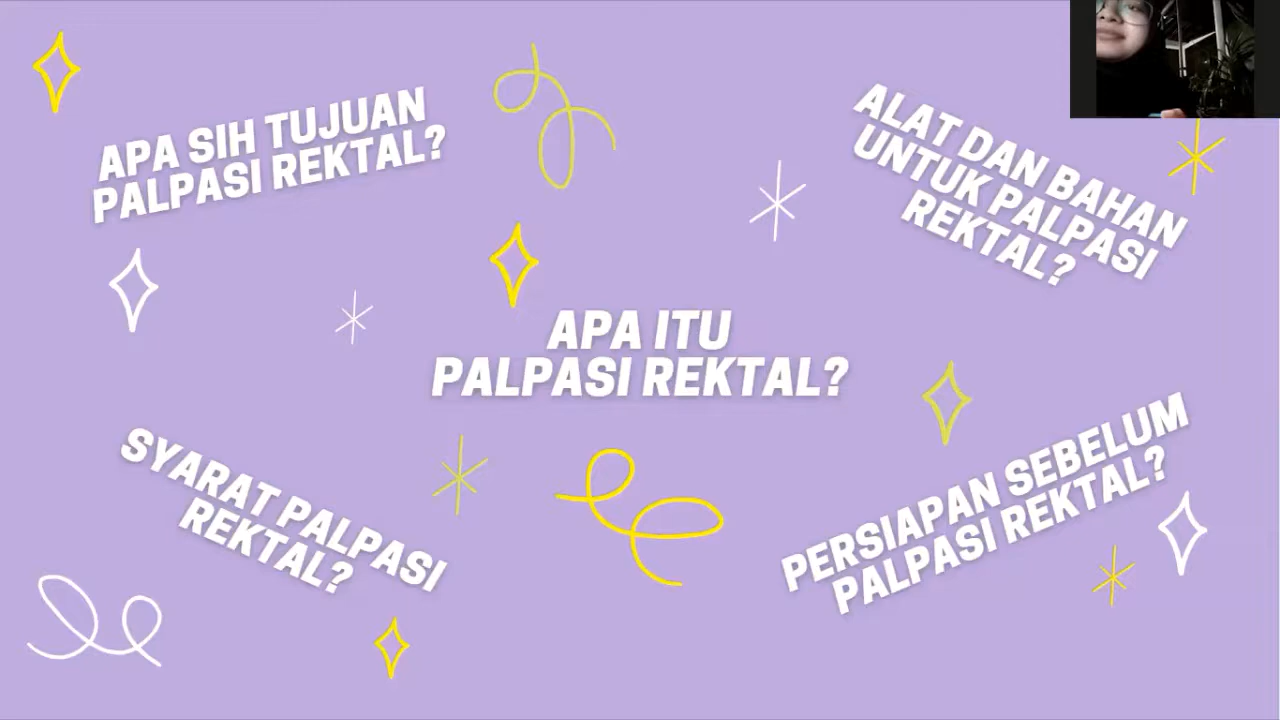 APA SIH TUJUAN
PALPASI REKTAL?
ALAT DAN BAHAN
UNTUK PALPASI
REKTAL?
APA ITU
PALPASI REKTAL?
SYARAT PALPASI
REKTAL?
PERSIAPAN SEBELUM
PALPASI REKTAL?